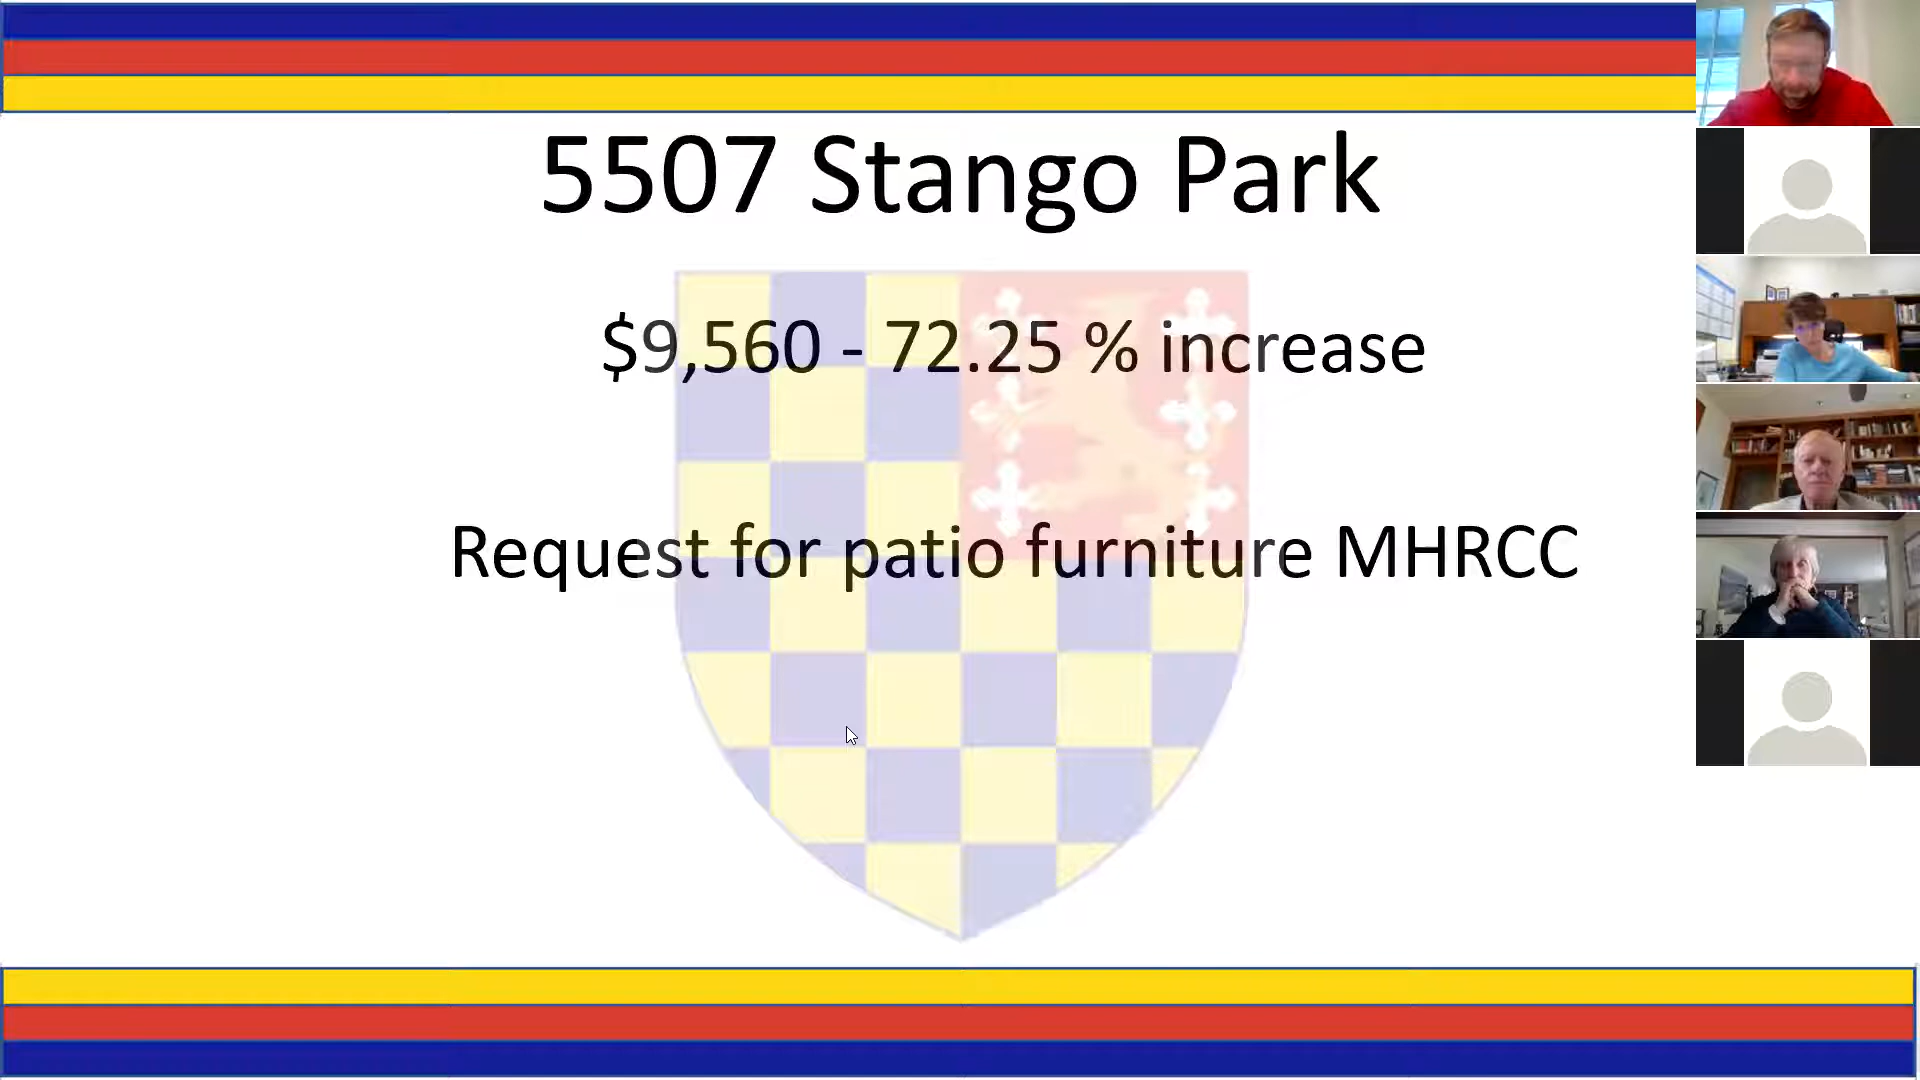 5507 Stango Park
$9,560 - 72.25 % increase
Request for patio furniture MHRCC